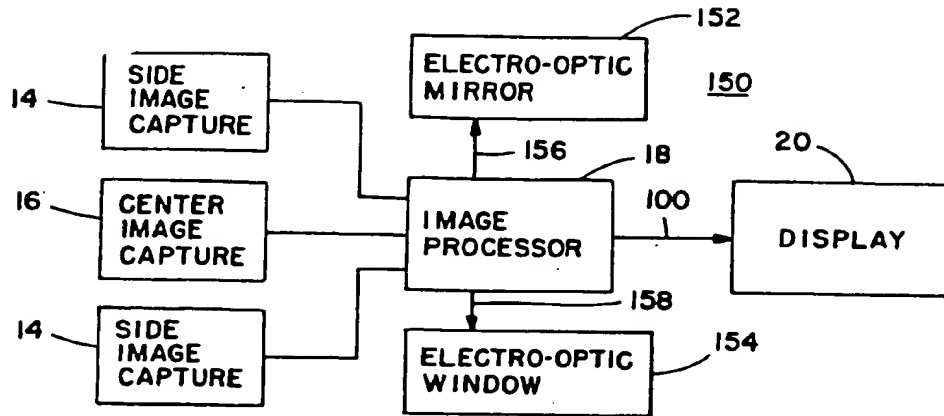 152
ELECTRO-OPTIC
MIRROR
150
SIDE
IMAGE
CAPTURE
14
156
18
20
16
CENTER
IMAGE
CAPTURE
IMAGE
PROCESSOR
100
DISPLAY
158
14
SIDE
IMAGE
CAPTURE
ELECTRO-OPTIC
WINDOW
154